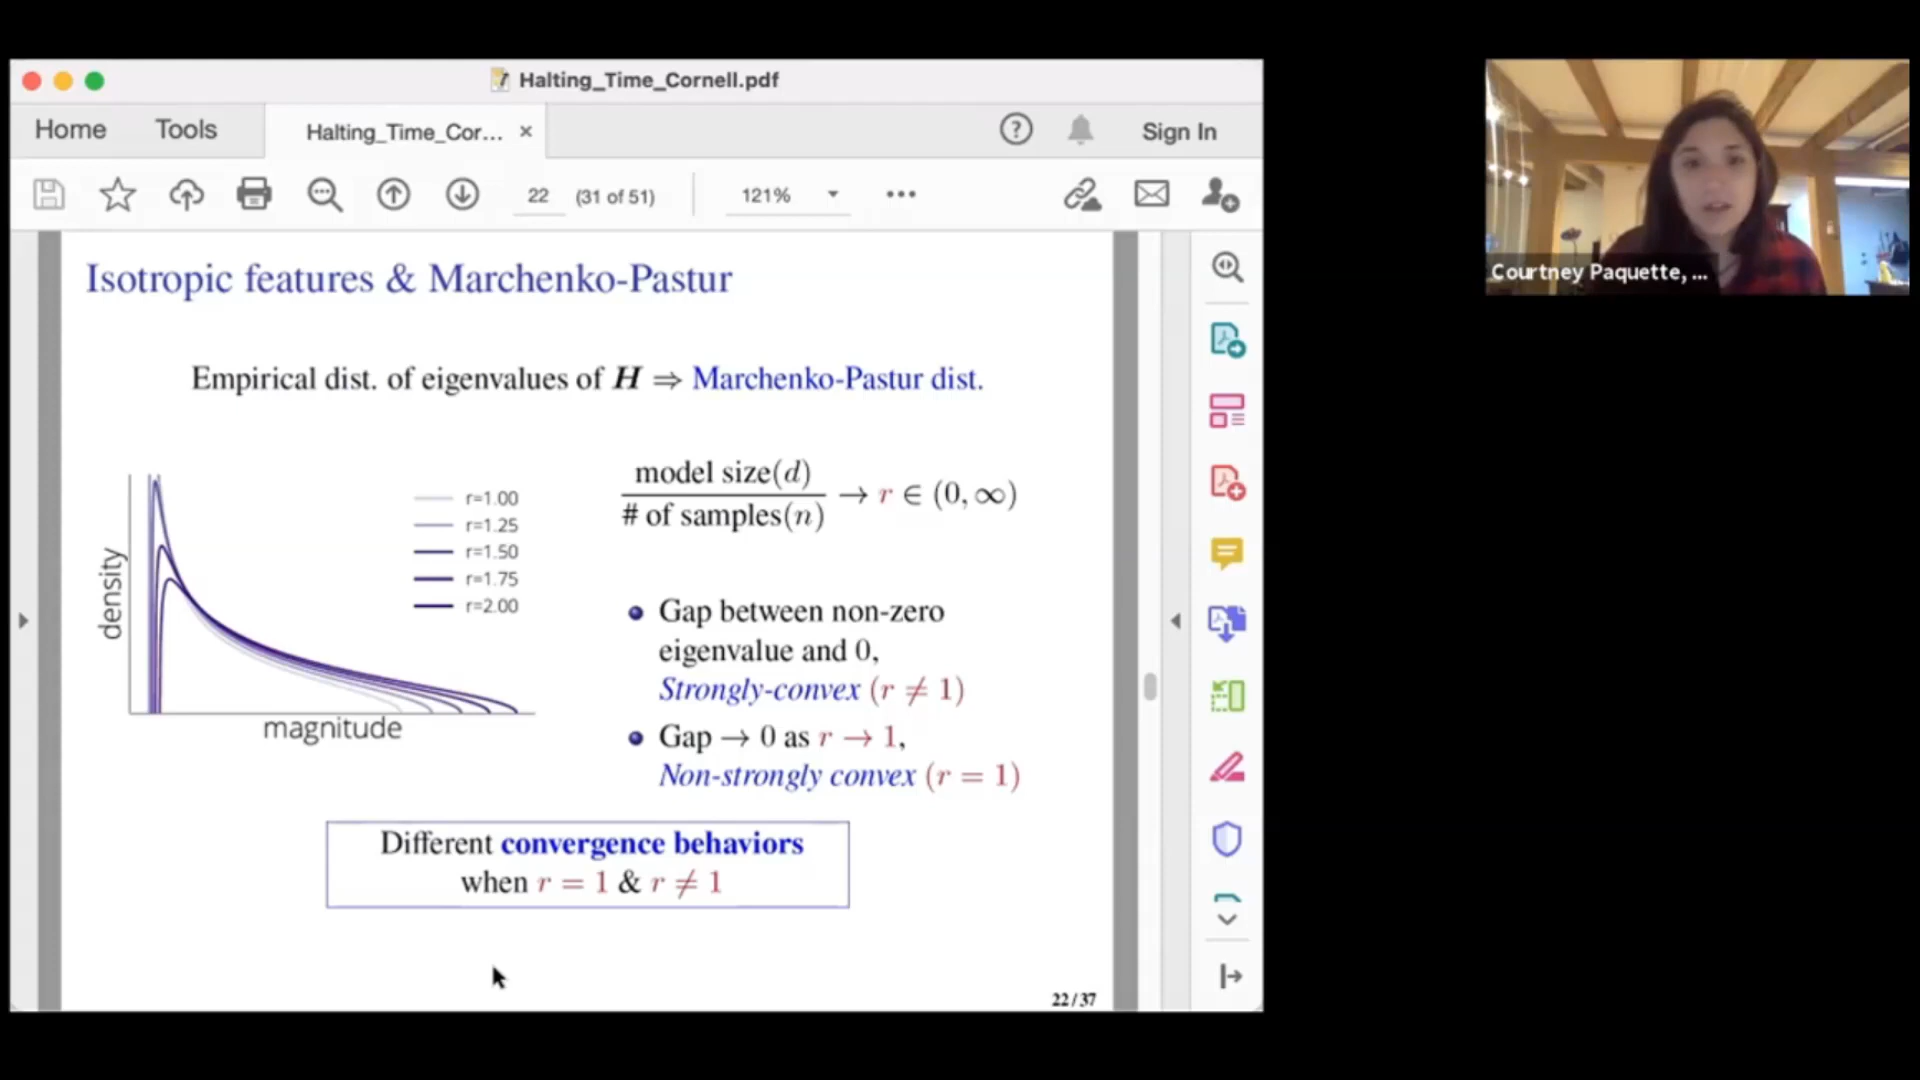 Halting_Time_Cornell.pdf
Home Tools Halting_Time_Cor... × Sign In
22 (31 of 51) 121%
Isotropic features & Marchenko-Pastur
Empirical dist. of eigenvalues of H ⇒ Marchenko-Pastur dist.
density
magnitude
r=1.00
r=1.25
r=1.50
r=1.75
r=2.00
model size(d)
# of samples(n)
→ r ∈ (0, ∞)
Gap between non-zero
eigenvalue and 0,
Strongly-convex (r ≠ 1)
Gap → 0 as r → 1,
Non-strongly convex (r = 1)
Different convergence behaviors
when r = 1 & r ≠ 1
22/37
Courtney Paquette, ...